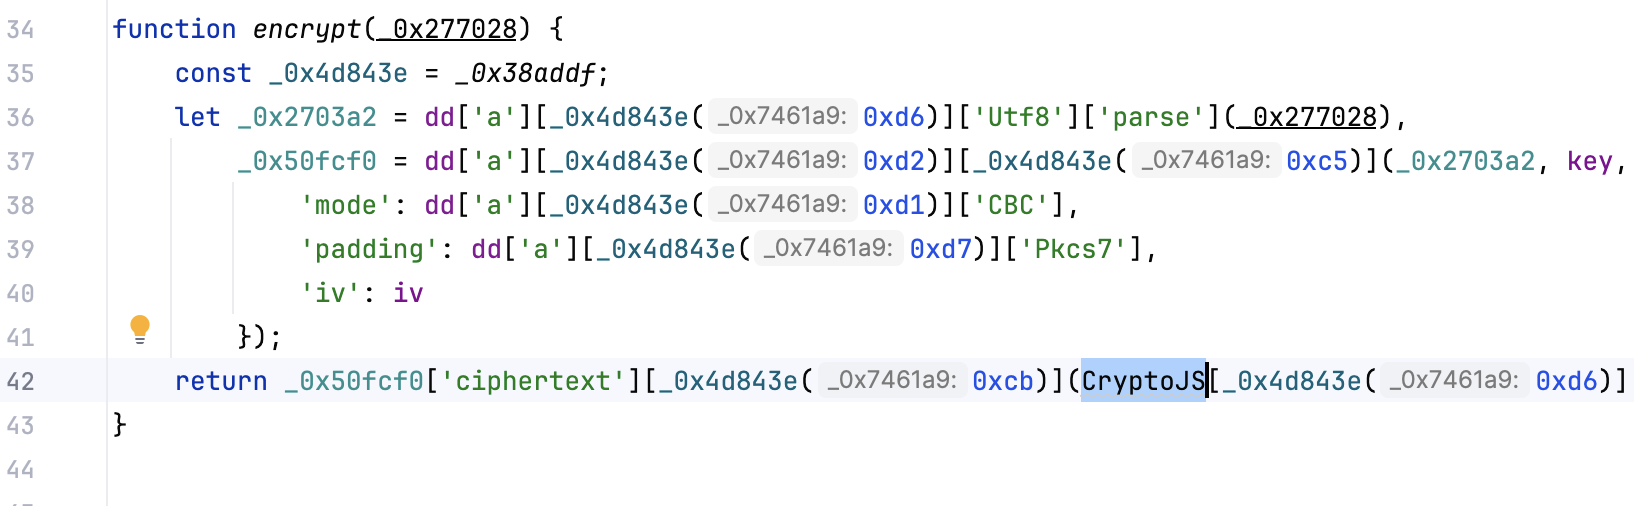 34 function encrypt(_0x277028) {
35 const _0x4d843e = _0x38addf;
36 let _0x2703a2 = dd['a'][_0x4d843e( _0x7461a9: 0xd6)]['Utf8']['parse'](_0x277028),
37 _0x50fcf0 = dd['a'][_0x4d843e( _0x7461a9: 0xd2)][_0x4d843e( _0x7461a9: 0xc5)](_0x2703a2, key,
38 'mode': dd['a'][_0x4d843e( _0x7461a9: 0xd1)]['CBC'],
39 'padding': dd['a'][_0x4d843e( _0x7461a9: 0xd7)]['Pkcs7'],
40 'iv': iv
41 });
42 return _0x50fcf0['ciphertext'][_0x4d843e( _0x7461a9: 0xcb)](CryptoJS[_0x4d843e( _0x7461a9: 0xd6)]
43 }
44